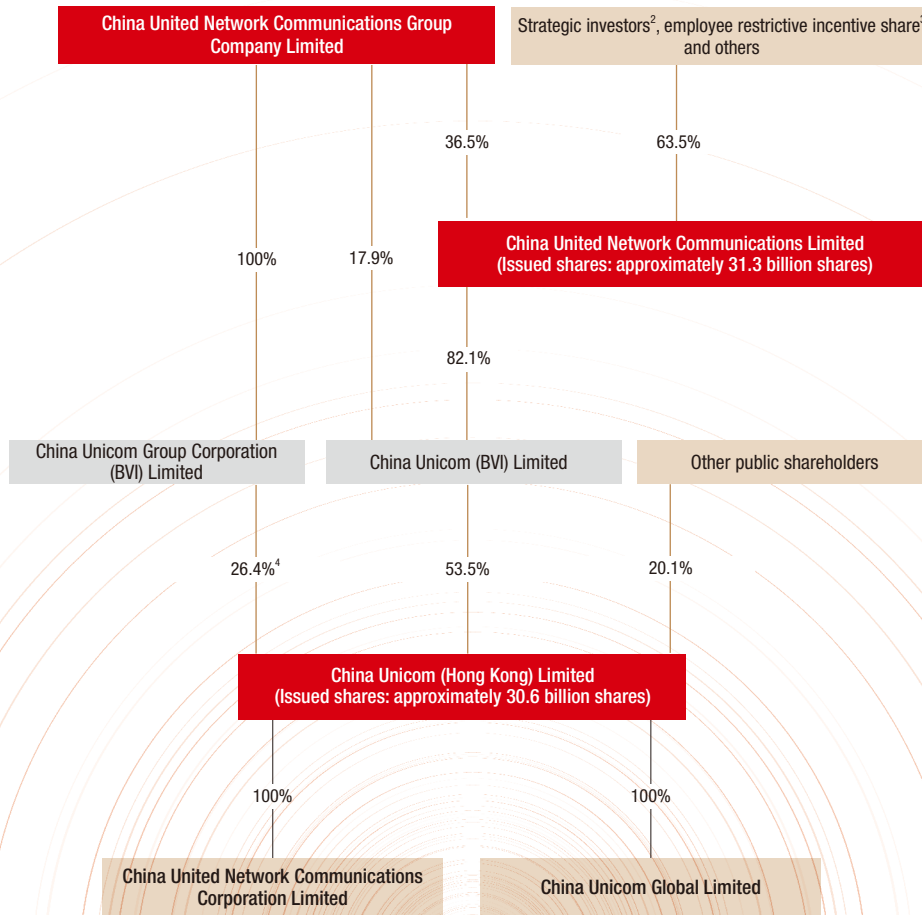 China United Network Communications Group
Company Limited
Strategic investors², employee restrictive incentive share³
and others
36.5%
63.5%
China United Network Communications Limited
(Issued shares: approximately 31.3 billion shares)
100%
17.9%
82.1%
China Unicom Group Corporation
(BVI) Limited
China Unicom (BVI) Limited
Other public shareholders
26.4%⁴
53.5%
20.1%
China Unicom (Hong Kong) Limited
(Issued shares: approximately 30.6 billion shares)
100%
100%
China United Network Communications
Corporation Limited
China Unicom Global Limited